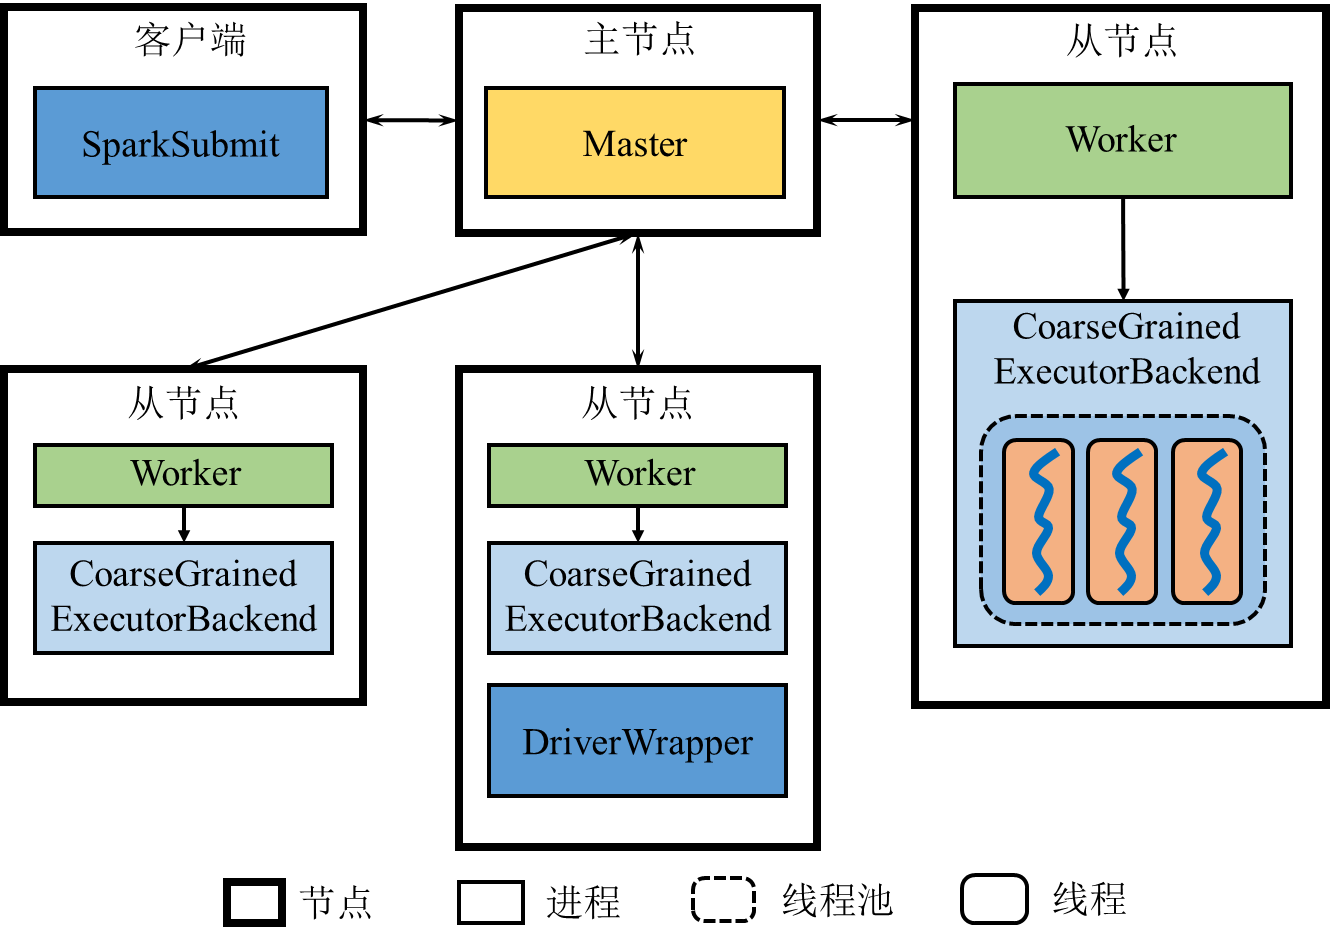 客户端
SparkSubmit
主节点
Master
从节点
Worker
CoarseGrained
ExecutorBackend
从节点
Worker
CoarseGrained
ExecutorBackend
从节点
Worker
CoarseGrained
ExecutorBackend
DriverWrapper
节点
进程
线程池
线程